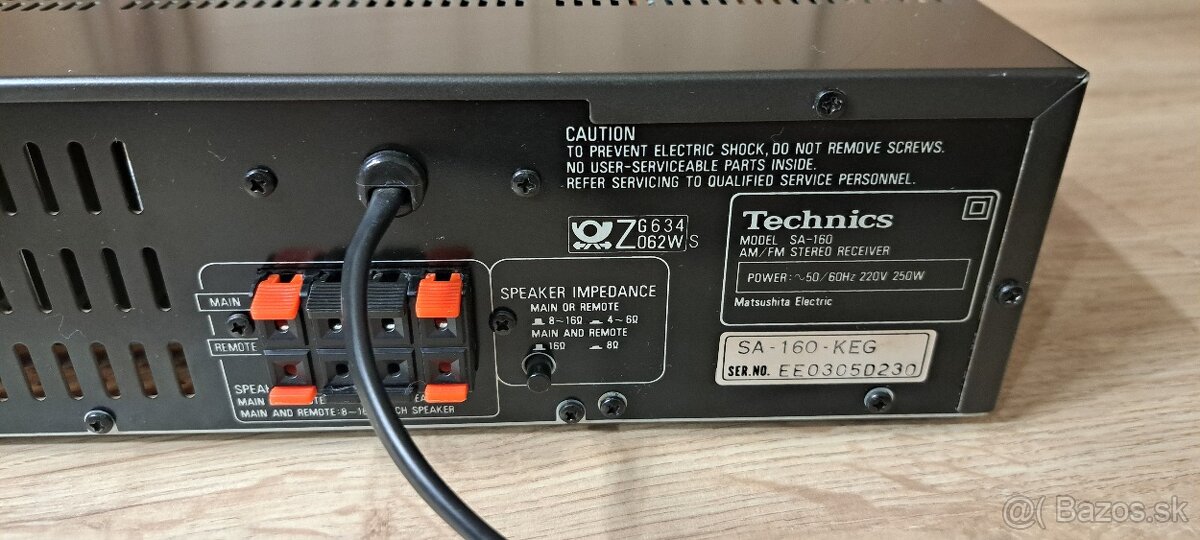 CAUTION
TO PREVENT ELECTRIC SHOCK, DO NOT REMOVE SCREWS.
NO USER-SERVICEABLE PARTS INSIDE.
REFER SERVICING TO QUALIFIED SERVICE PERSONNEL.
Z G634
062W S
Technics
MODEL SA-160
AM/FM STEREO RECEIVER
POWER: ~50/60Hz 220V 250W
Matsushita Electric
SA-160-KEG
SER.NO. EE0305D230
SPEAKER IMPEDANCE
MAIN OR REMOTE
8~16Ω 4~6Ω
MAIN AND REMOTE
16Ω 8Ω
MAIN
REMOTE
MAIN
MAIN AND REMOTE:8~16 SPEAKER
@ Bazos.sk